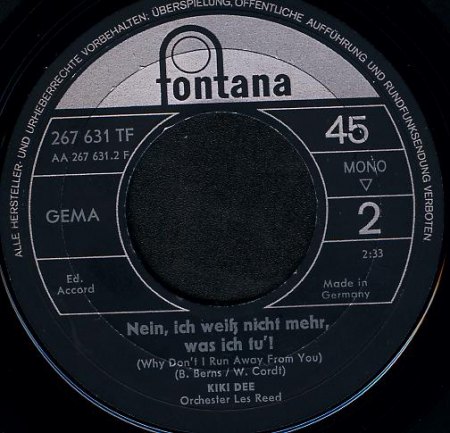 ALLE HERSTELLER- UND URHEBERRECHTE VORBEHALTEN: ÜBERSPIELUNG, ÖFFENTLICHE AUFFÜHRUNG UND RUNDFUNKSENDUNG VERBOTEN
fontana
267 631 TF
AA 267 631.2 F
45
MONO
GEMA
2
2:33
Ed.
Accord
Made in
Germany
Nein, ich weiß nicht mehr,
was ich tu'!
(Why Don't I Run Away From You)
(B. Berns / W. Cordt)
KIKI DEE
Orchester Les Reed